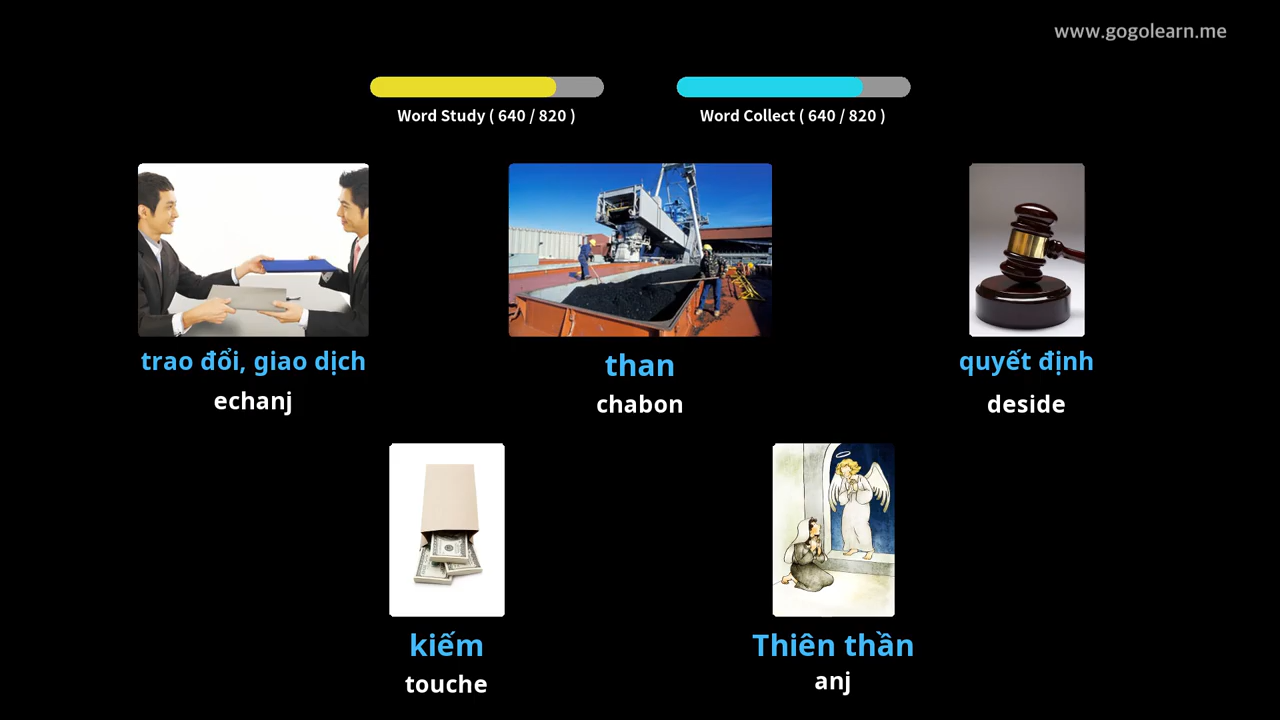 www.gogolearn.me
Word Study ( 640 / 820 )
Word Collect ( 640 / 820 )
trao đổi, giao dịch
echanj
than
chabon
quyết định
deside
kiếm
touche
Thiên thần
anj